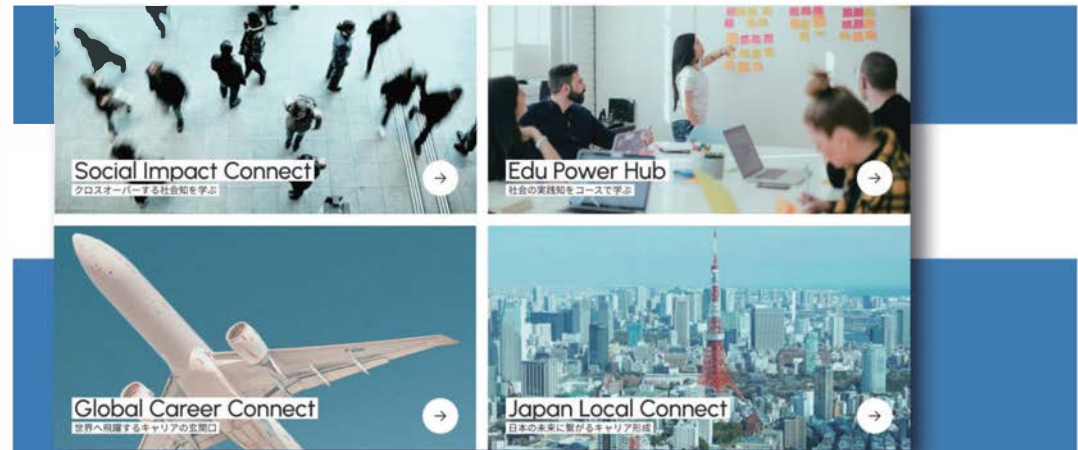 Social Impact Connect
クロスオーバーする社会知を学ぶ
Edu Power Hub
社会の実践知をコースで学ぶ
Global Career Connect
世界へ飛躍するキャリアの玄関口
Japan Local Connect
日本の未来に繋がるキャリア形成